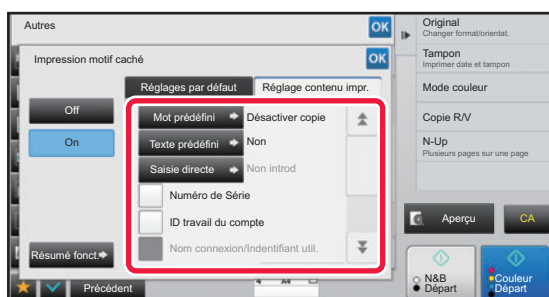 Autres
OK
Impression motif caché
OK
Réglages par défaut
Réglage contenu impr.
Off
On
Mot prédéfini
Désactiver copie
Texte prédéfini
Non
Saisie directe
Non introd
Numéro de Série
ID travail du compte
Nom connexion/Indentifiant util.
Résumé fonct.
Précédent
A4
Original
Changer format/orientat.
Tampon
Imprimer date et tampon
Mode couleur
Copie R/V
N-Up
Plusieurs pages sur une page
Aperçu
CA
N&B
Départ
Couleur
Départ